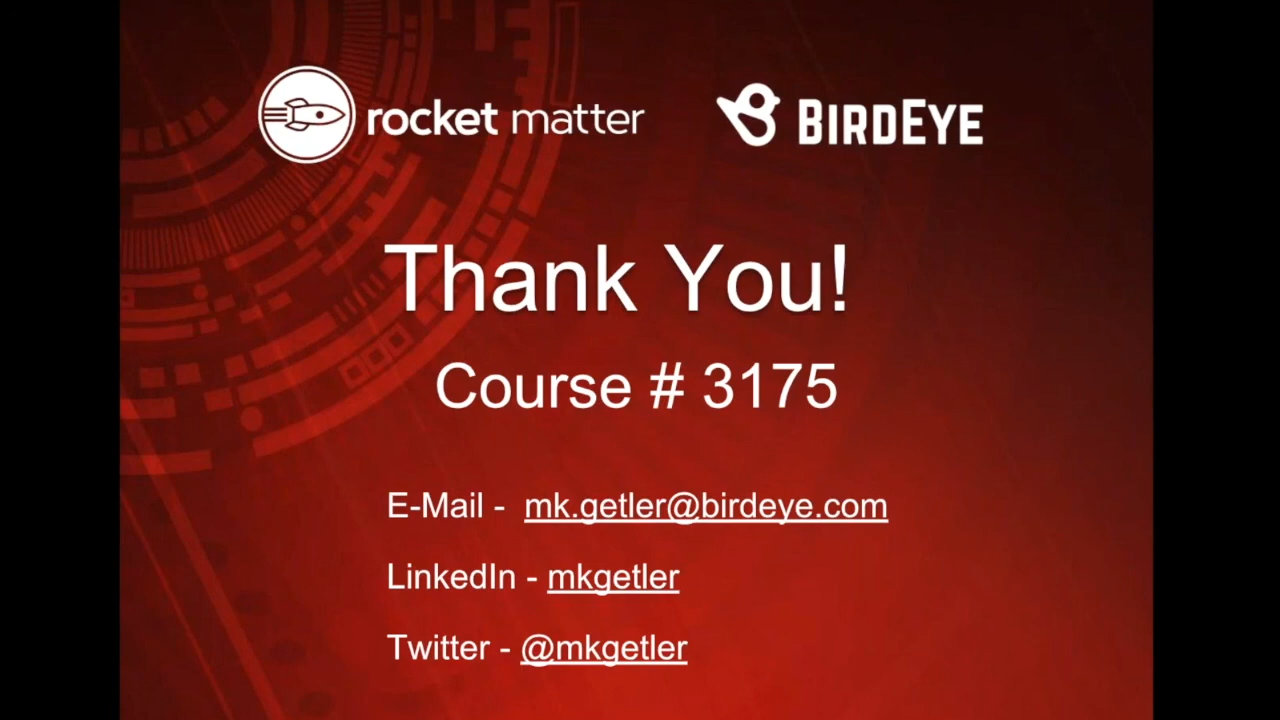 rocket matter BIRDEYE
Thank You!
Course # 3175
E-Mail - mk.getler@birdeye.com
LinkedIn - mkgetler
Twitter - @mkgetler